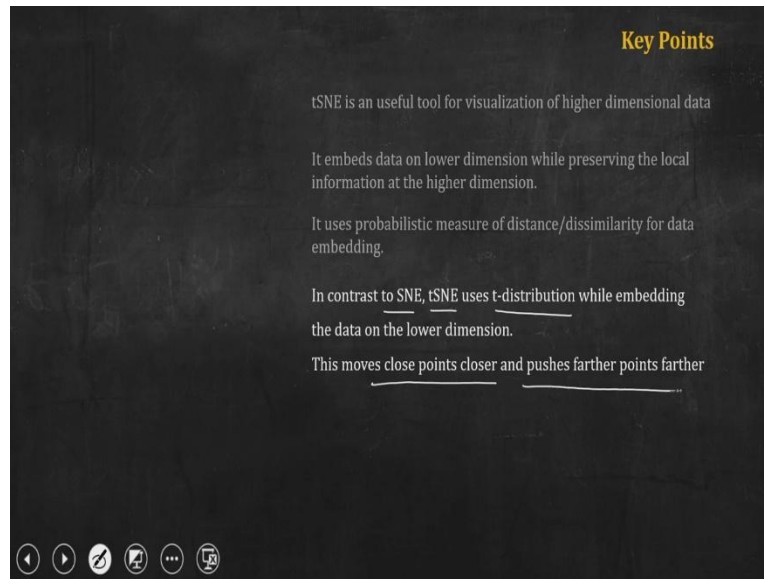 Key Points
tSNE is an useful tool for visualization of higher dimensional data
It embeds data on lower dimension while preserving the local
information at the higher dimension.
It uses probabilistic measure of distance/dissimilarity for data
embedding.
In contrast to SNE, tSNE uses t-distribution while embedding
the data on the lower dimension.
This moves close points closer and pushes farther points farther